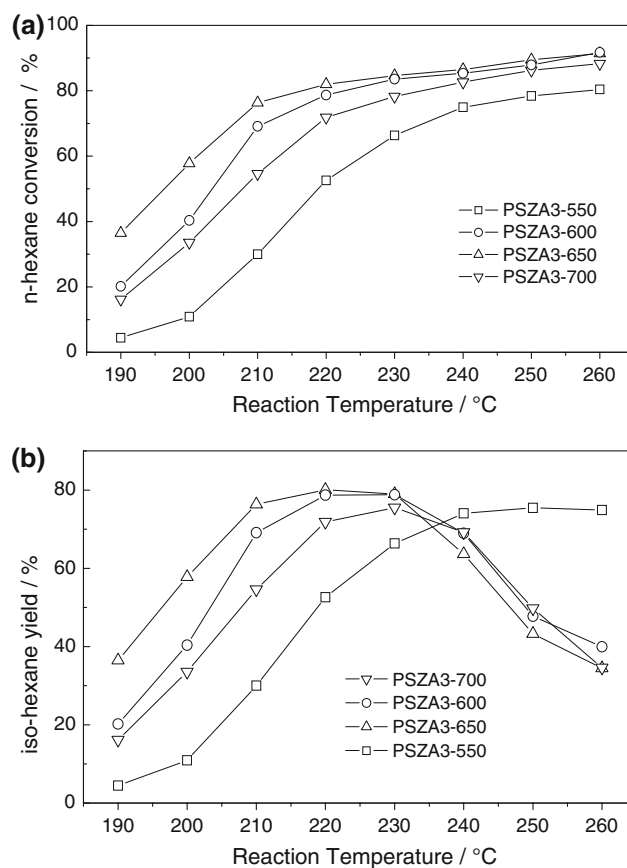 (a)
n-hexane conversion / %
100
80
60
40
20
0
PSZA3-550
PSZA3-600
PSZA3-650
PSZA3-700
190 200 210 220 230 240 250 260
Reaction Temperature / °C
(b)
iso-hexane yield / %
80
60
40
20
0
PSZA3-700
PSZA3-600
PSZA3-650
PSZA3-550
190 200 210 220 230 240 250 260
Reaction Temperature / °C